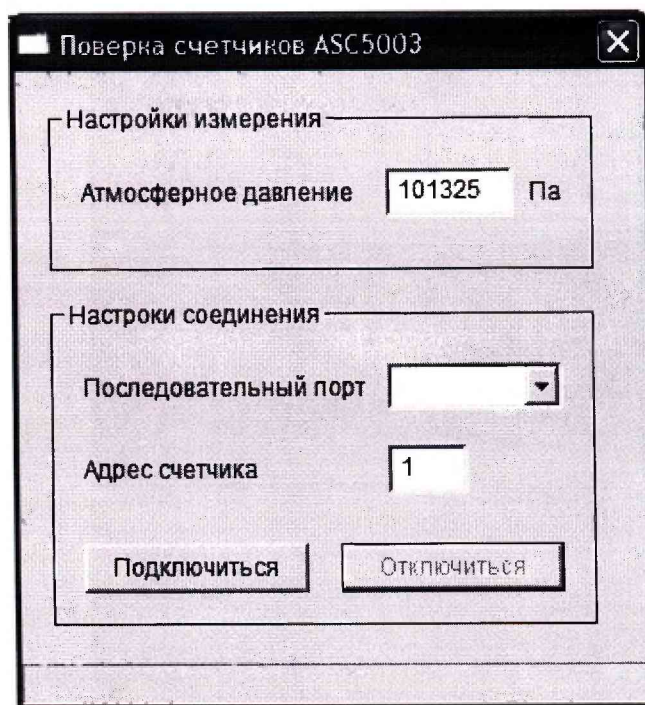 Поверка счетчиков ASC5003
Настройки измерения
Атмосферное давление 101325 Па
Настроки соединения
Последовательный порт
Адрес счетчика 1
Подключиться Отключиться